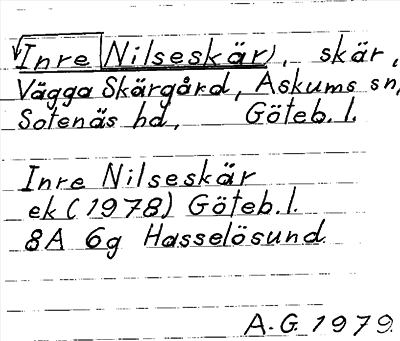 Inre Nilseskär), skär,
Vägga Skärgård, Askums sn,
Sotenäs hd, Göteb. l.
Inre Nilseskär
ek (1978) Göteb. l.
8A 6g Hasselösund.
A. G. 1979.